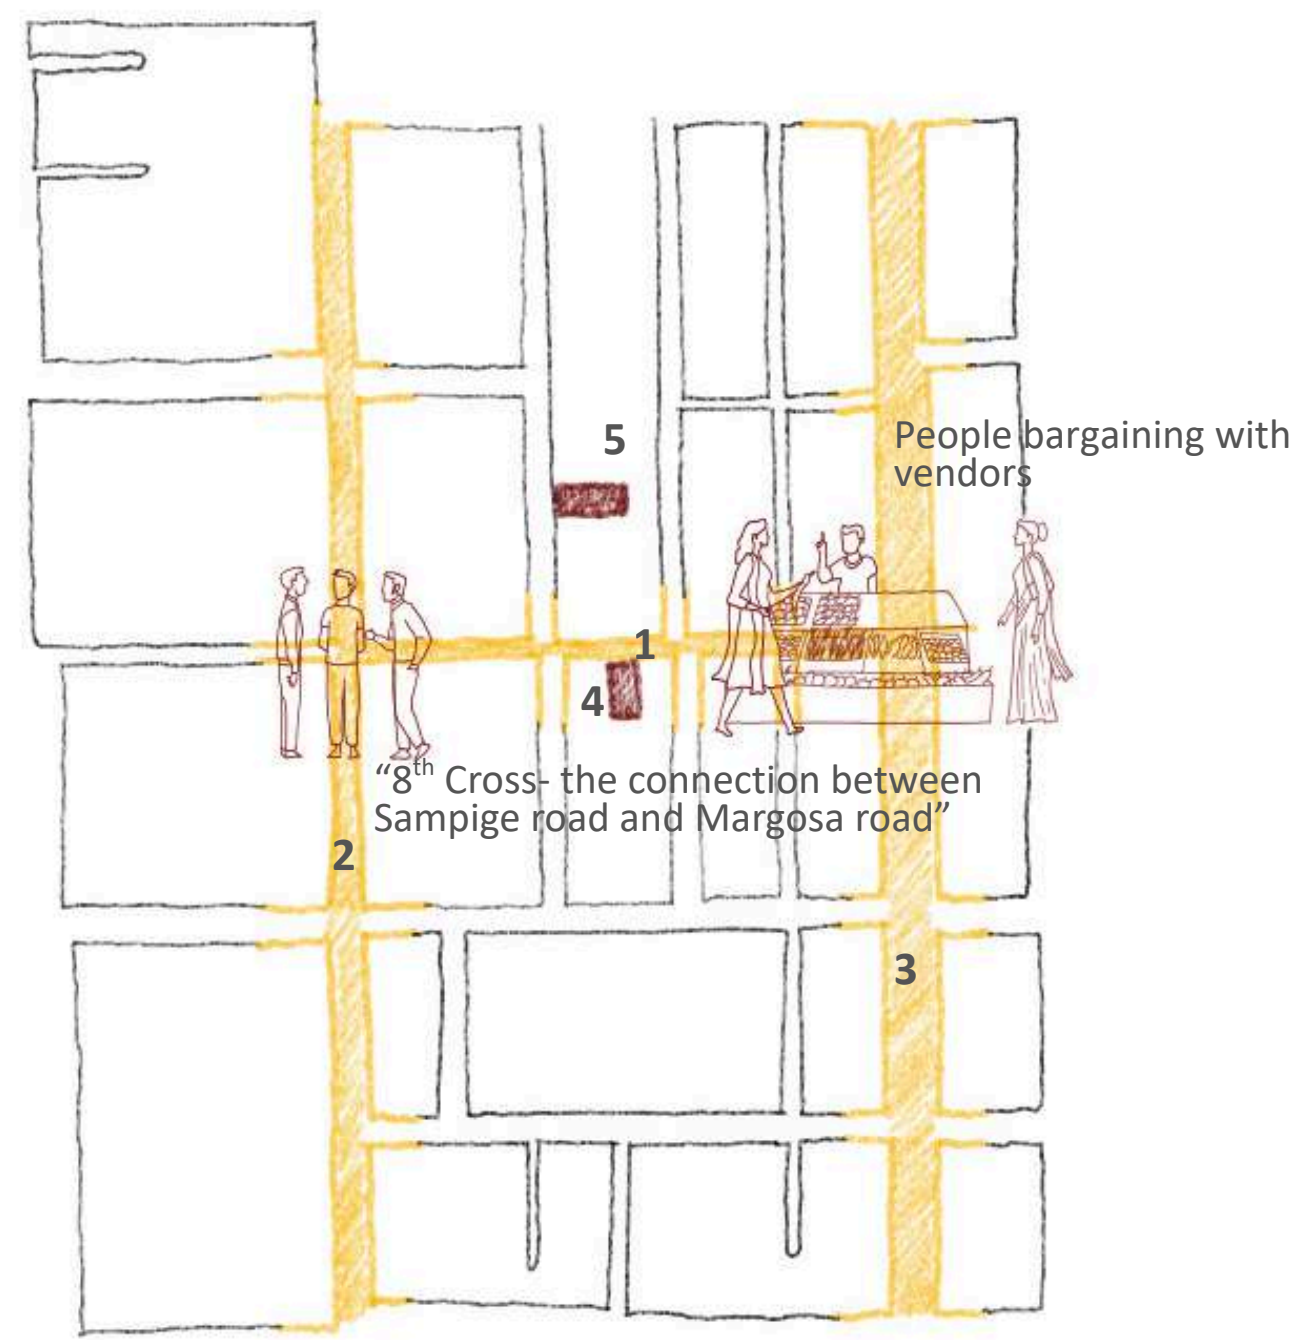 5
People bargaining with
vendors
1
4
“8th Cross- the connection between
Sampige road and Margosa road”
2
3